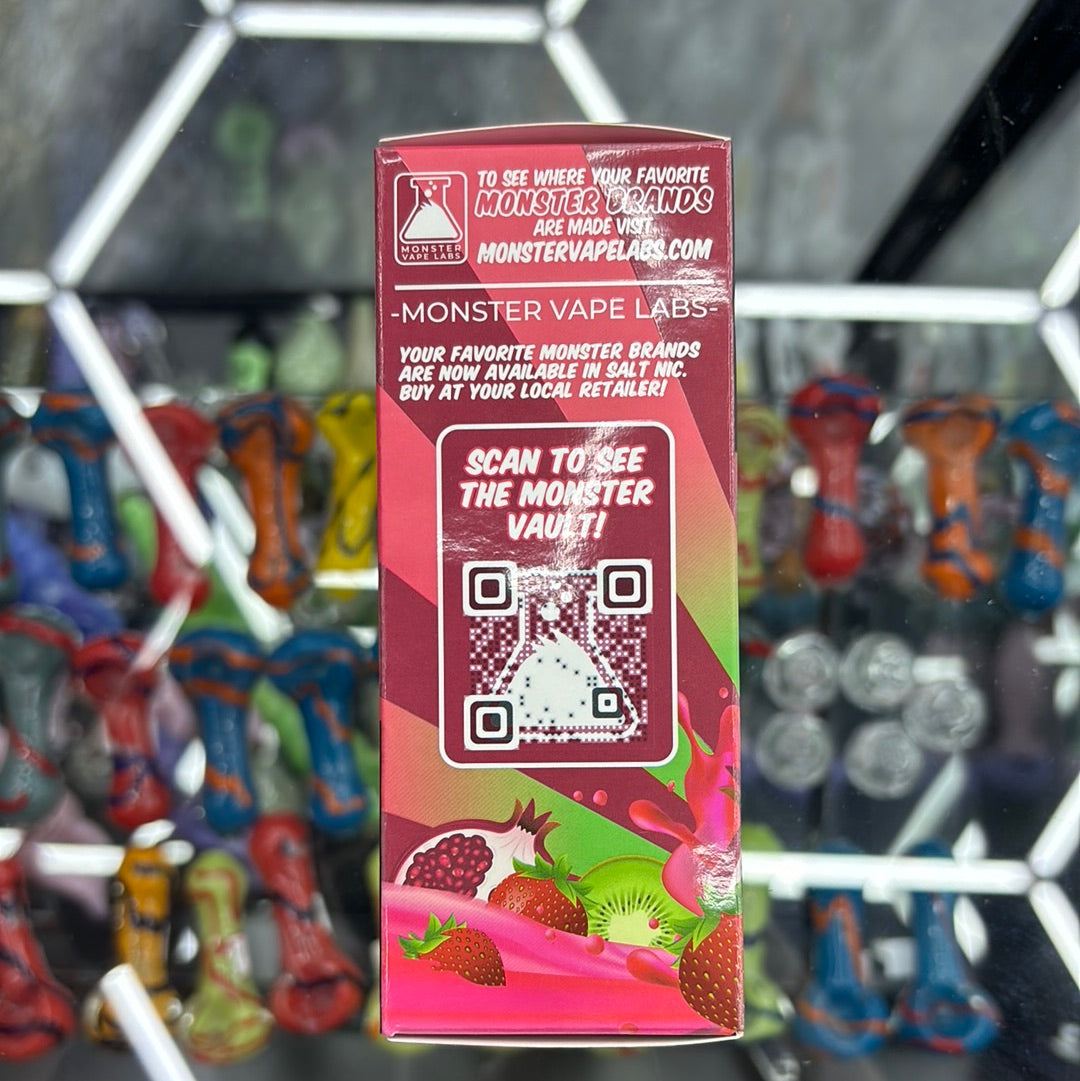 TO SEE WHERE YOUR FAVORITE
MONSTER BRANDS
ARE MADE VISIT
MONSTERVAPELABS.COM
MONSTER
VAPE LABS
-MONSTER VAPE LABS-
YOUR FAVORITE MONSTER BRANDS
ARE NOW AVAILABLE IN SALT NIC.
BUY AT YOUR LOCAL RETAILER!
SCAN TO SEE
THE MONSTER
VAULT!